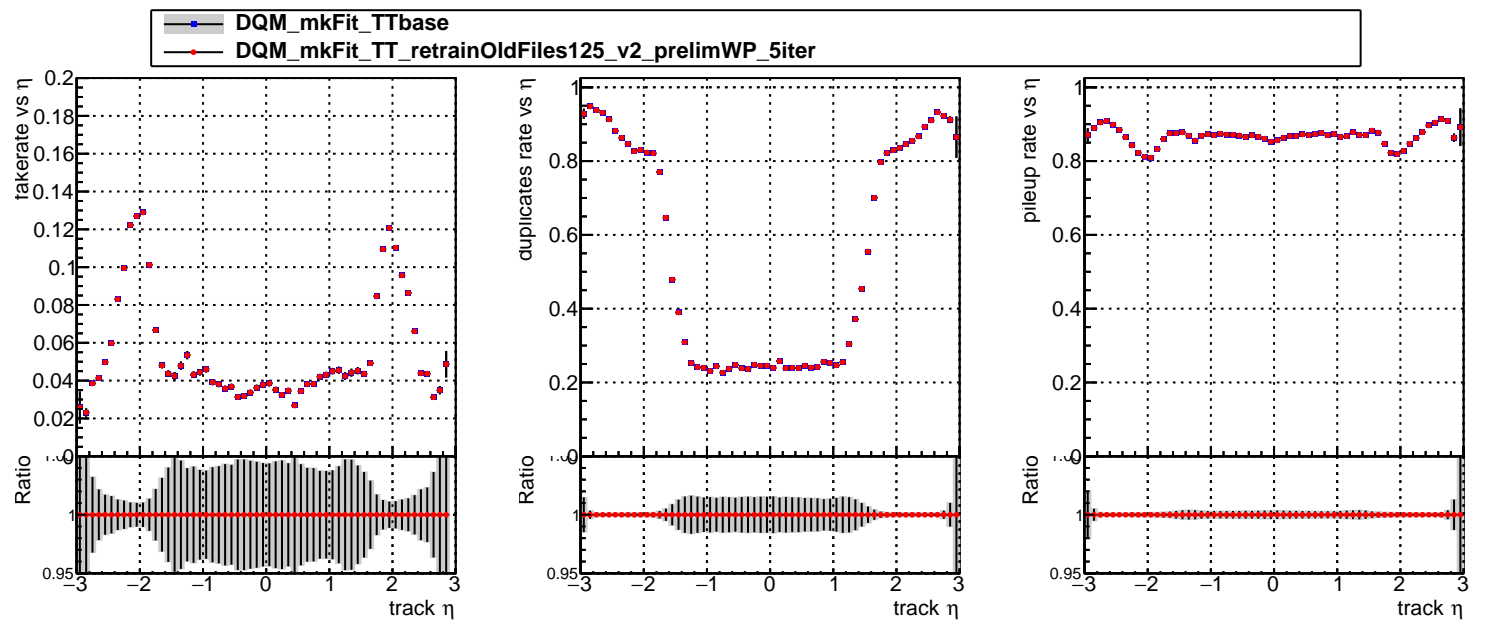 DQM_mkFit_TTbase
DQM_mkFit_TT_retrainOldFiles125_v2_prelimWP_5iter
fakerate vs η
0.2
0.18
0.16
0.14
0.12
0.1
0.08
0.06
0.04
0.02
0
Ratio
1
0.95
−3 −2 −1 0 1 2 3
track η
duplicates rate vs η
1
0.8
0.6
0.4
0.2
0
Ratio
1
0.95
−3 −2 −1 0 1 2 3
track η
pileup rate vs η
1
0.8
0.6
0.4
0.2
0
Ratio
1
0.95
−3 −2 −1 0 1 2 3
track η